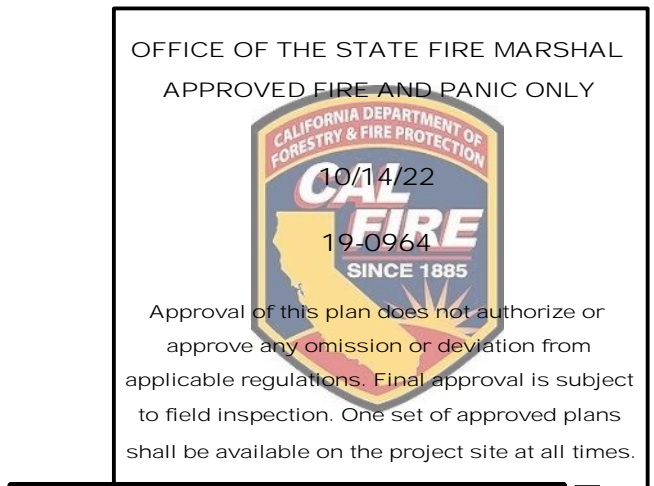 OFFICE OF THE STATE FIRE MARSHAL
APPROVED FIRE AND PANIC ONLY
CALIFORNIA DEPARTMENT OF
FORESTRY & FIRE PROTECTION
10/14/22
CAL
FIRE
19-0964
SINCE 1885
Approval of this plan does not authorize or
approve any omission or deviation from
applicable regulations. Final approval is subject
to field inspection. One set of approved plans
shall be available on the project site at all times.